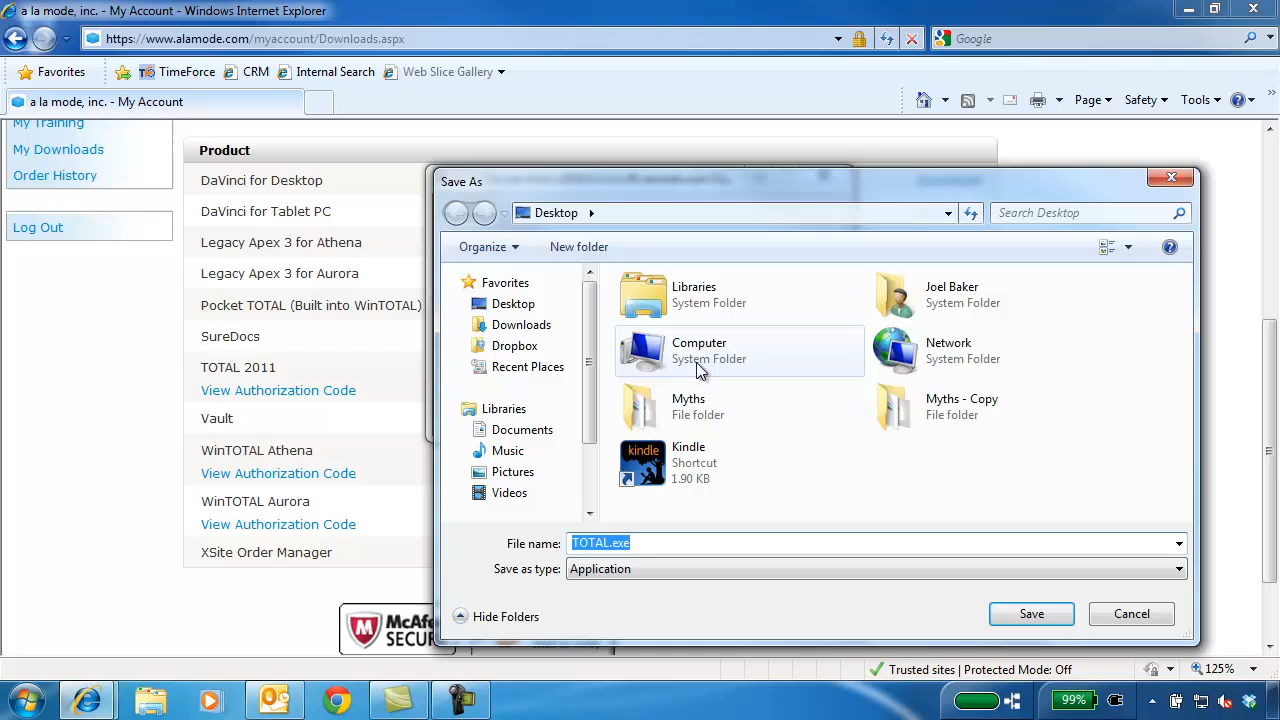 a la mode, inc. - My Account - Windows Internet Explorer
https://www.alamode.com/myaccount/Downloads.aspx
Google
Favorites
TimeForce
CRM
Internal Search
Web Slice Gallery
a la mode, inc. - My Account
Page
Safety
Tools
My Training
My Downloads
Order History
Log Out
Product
DaVinci for Desktop
DaVinci for Tablet PC
Legacy Apex 3 for Athena
Legacy Apex 3 for Aurora
Pocket TOTAL (Built into WinTOTAL)
SureDocs
TOTAL 2011
View Authorization Code
Vault
WinTOTAL Athena
View Authorization Code
WinTOTAL Aurora
View Authorization Code
XSite Order Manager
McAfe
SECUR
Save As
Desktop
Search Desktop
Organize
New folder
Favorites
Desktop
Downloads
Dropbox
Recent Places
Libraries
Documents
Music
Pictures
Videos
Libraries
System Folder
Joel Baker
System Folder
Computer
System Folder
Network
System Folder
Myths
File folder
Myths - Copy
File folder
kindle
Kindle
Shortcut
1.90 KB
File name:
TOTAL.exe
Save as type:
Application
Hide Folders
Save
Cancel
Trusted sites | Protected Mode: Off
125%
99%